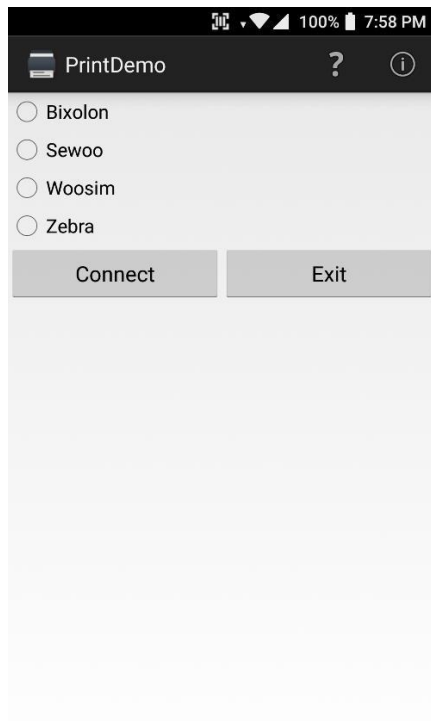 100% 7:58 PM
PrintDemo ?
Bixolon
Sewoo
Woosim
Zebra
Connect Exit